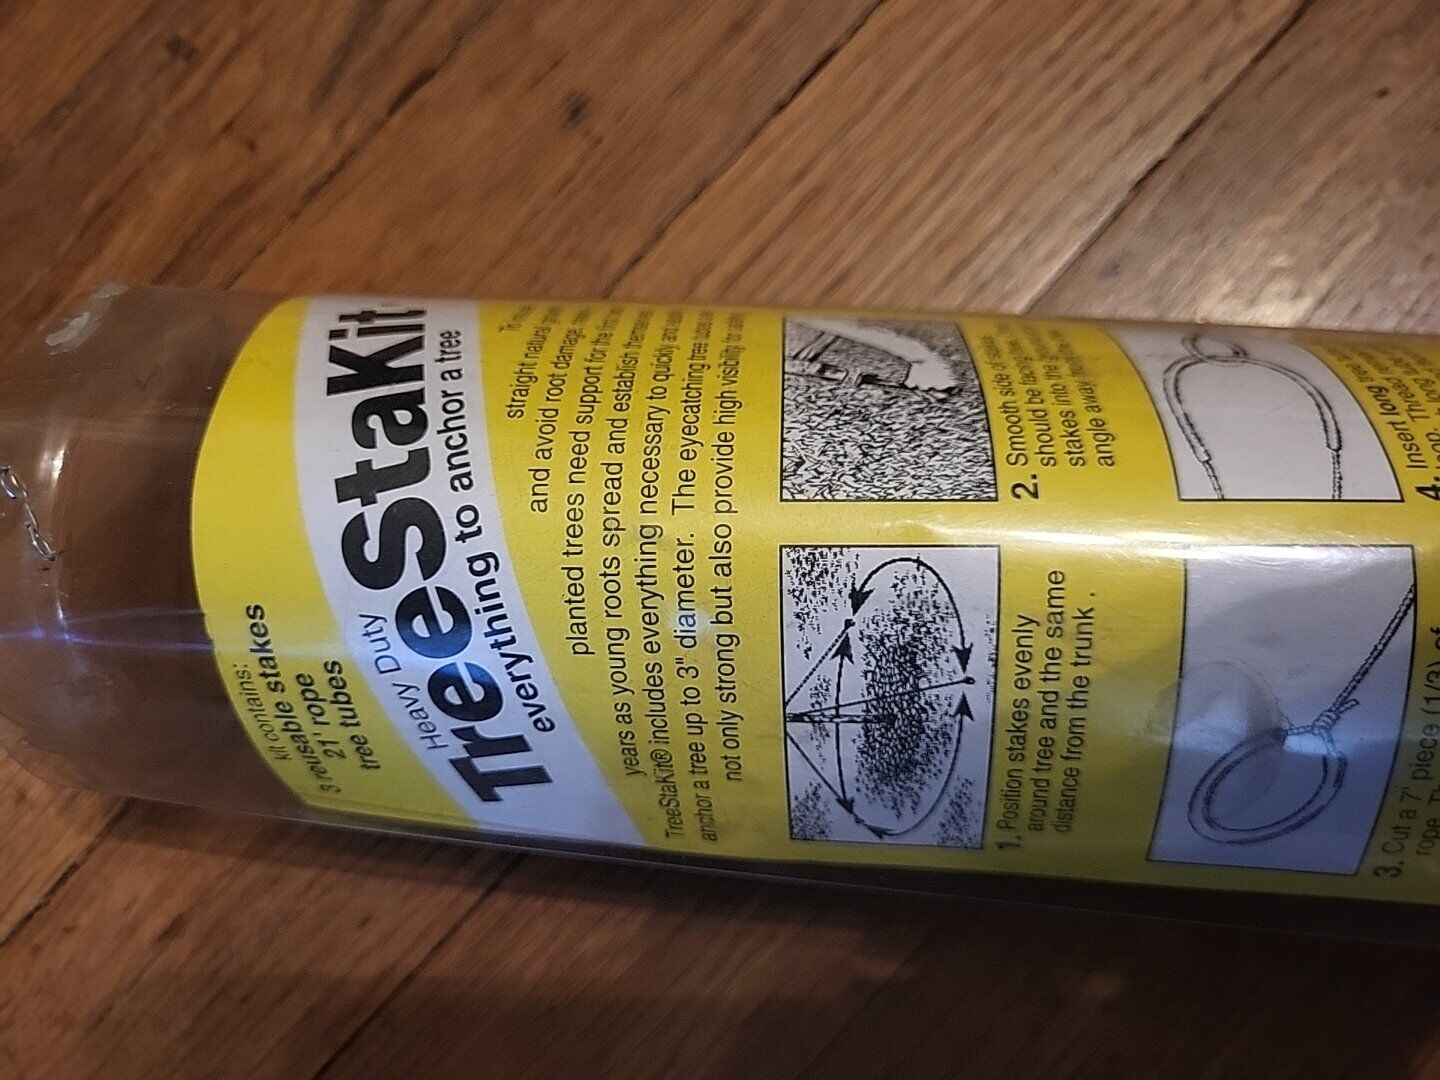 kit contains:
3 reusable stakes
21' rope
tree tubes
Heavy Duty
TreeStaKit
everything to anchor a tree
straight natural
and avoid root damage,
planted trees need support for the
years as young roots spread and establish
TreeStaKit® includes everything necessary to quickly and
anchor a tree up to 3" diameter. The eyecatching tree tubes
not only strong but also provide high visibility for
1. Position stakes evenly
around tree and the same
distance from the trunk.
2. Smooth side of stakes
should be facing
stakes into the
angle away
3. Cut a 7' piece (1/3) of
rope.
4. Insert long
Thread